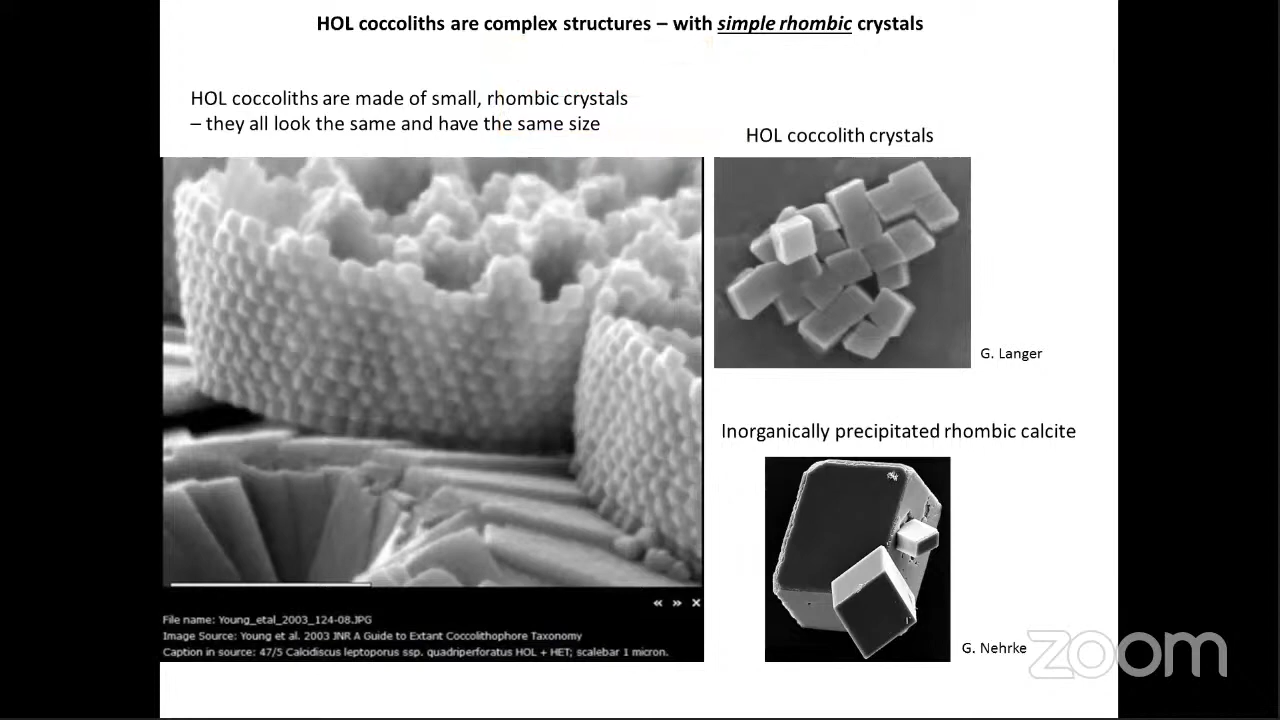 HOL coccoliths are complex structures – with simple rhombic crystals
HOL coccoliths are made of small, rhombic crystals
– they all look the same and have the same size
HOL coccolith crystals
G. Langer
Inorganically precipitated rhombic calcite
G. Nehrke
« » ×
File name: Young_etal_2003_124-08.JPG
Image Source: Young et al. 2003 JNR A Guide to Extant Coccolithophore Taxonomy
Caption in source: 47/5 Calcidiscus leptoporus ssp. quadriperforatus HOL + HET; scalebar 1 micron.
zoom